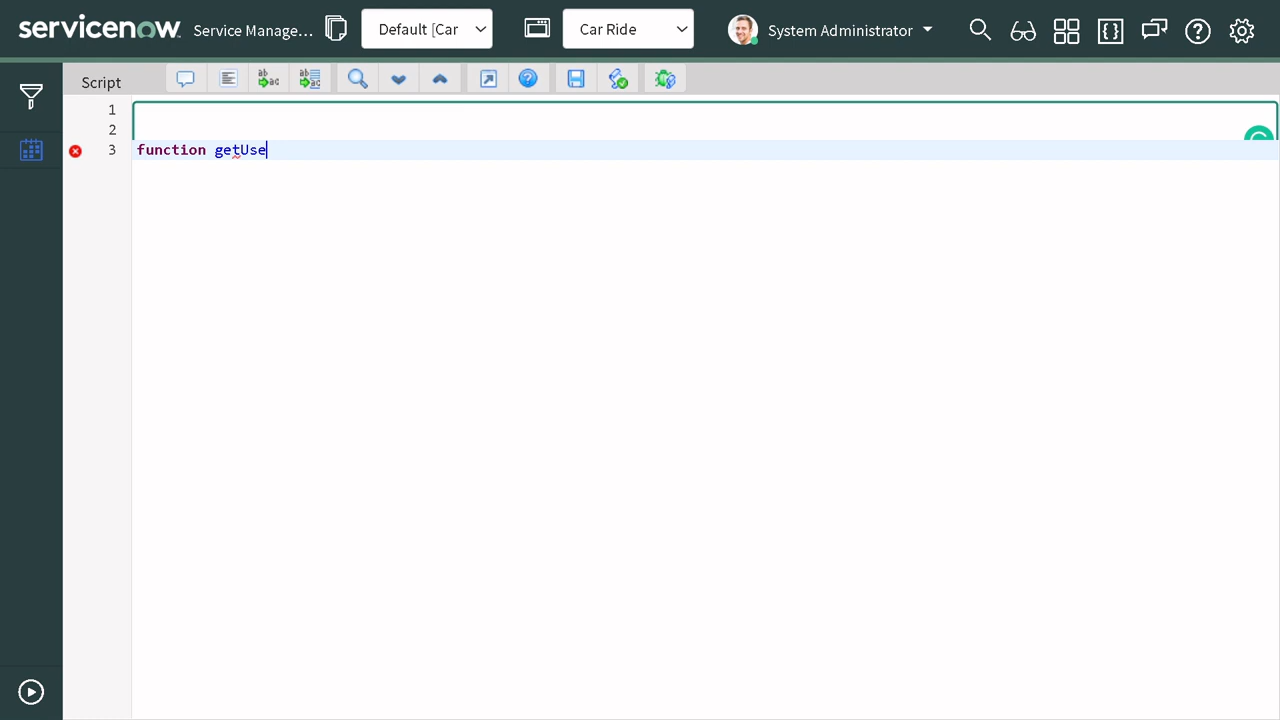 servicenow. Service Manage... Default [Car Car Ride System Administrator
Script
1
2
3 function getUse